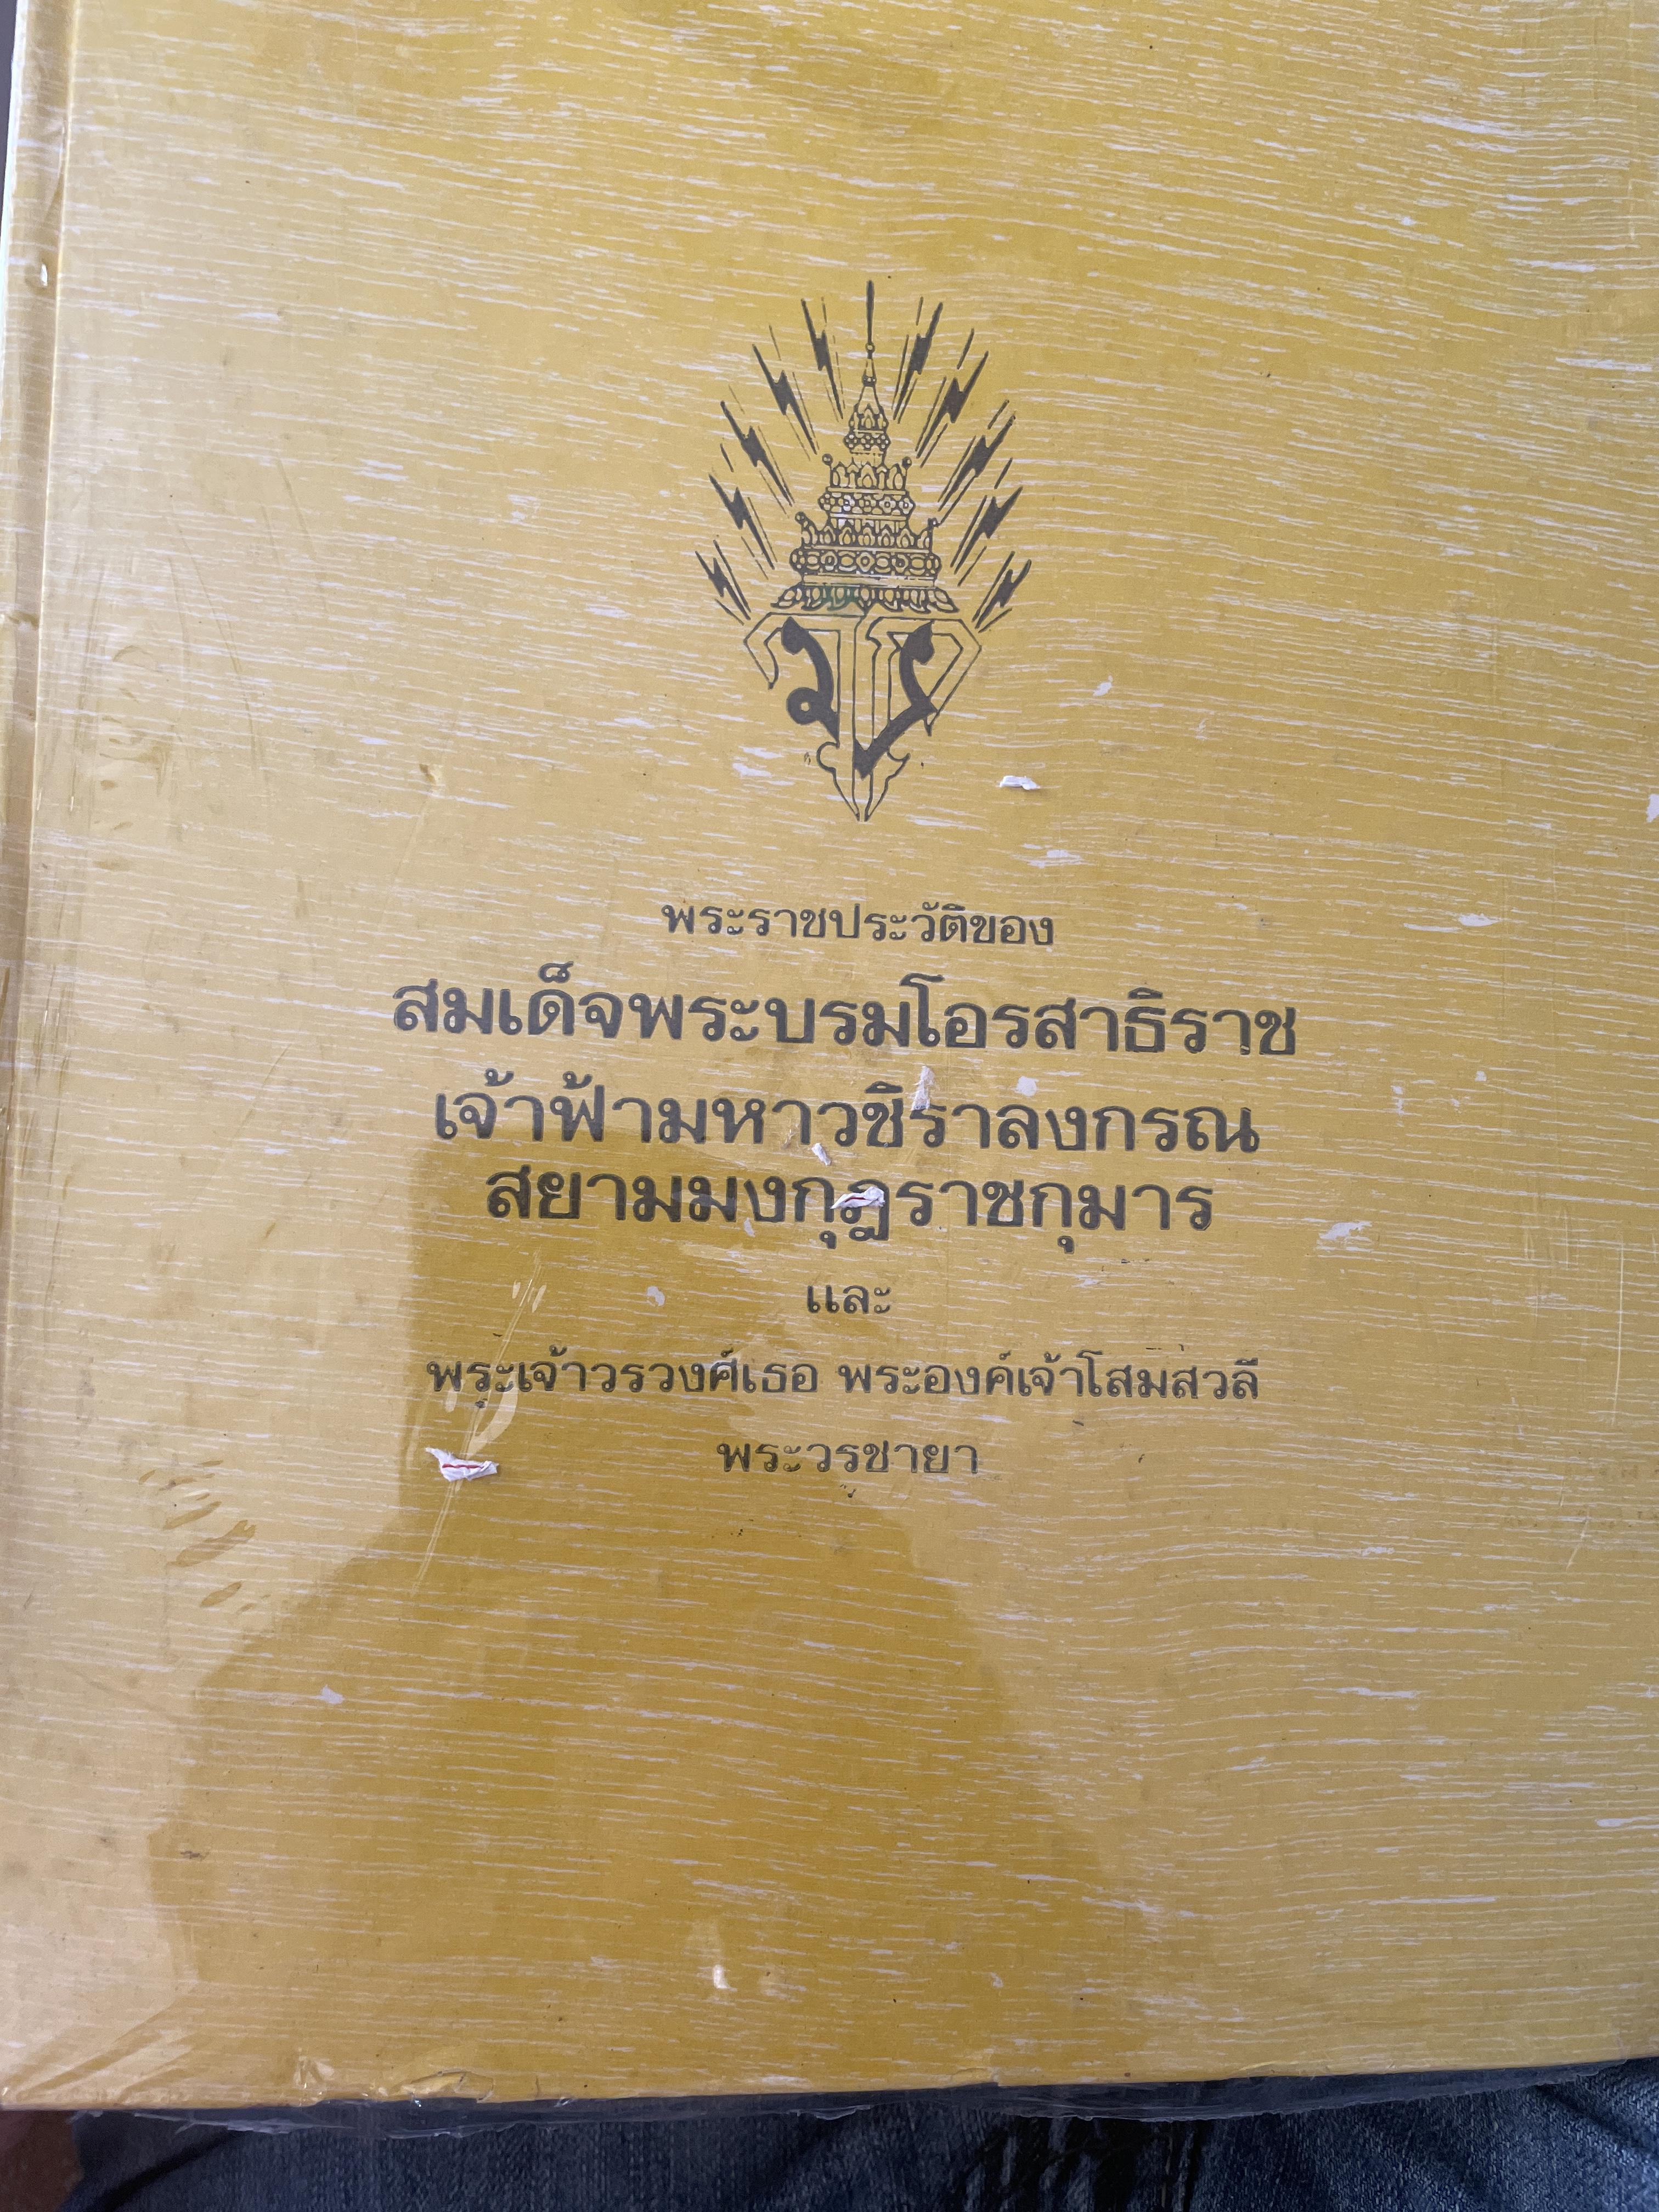 พระราชประวัติของ
สมเด็จพระบรมโอรสาธิราช
เจ้าฟ้ามหาวชิราลงกรณ
สยามมงกุฎราชกุมาร
และ
พระเจ้าวรวงศ์เธอ พระองค์เจ้าโสมสวลี
พระวรชายา